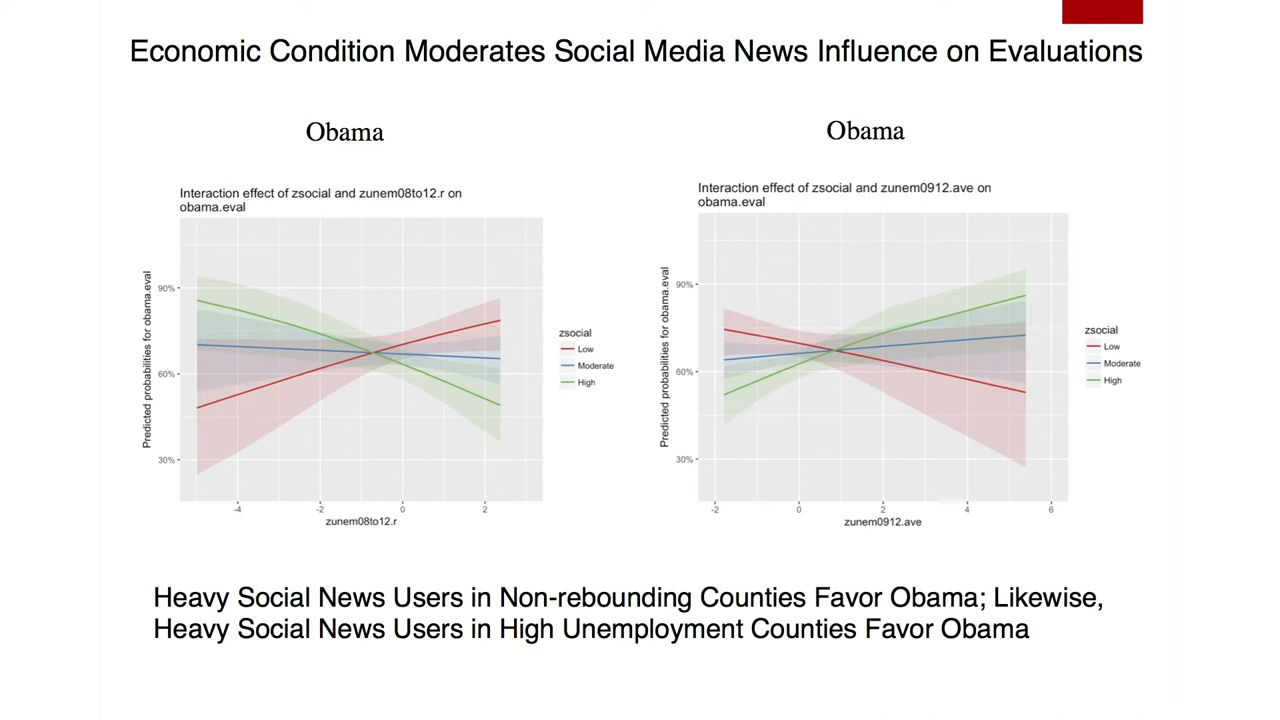 Economic Condition Moderates Social Media News Influence on Evaluations
Obama
Interaction effect of zsocial and zunem08to12.r on
obama.eval
Predicted probabilities for obama.eval
90%
60%
30%
-4
-2
0
2
zunem08to12.r
zsocial
Low
Moderate
High
Obama
Interaction effect of zsocial and zunem0912.ave on
obama.eval
Predicted probabilities for obama.eval
90%
60%
30%
-2
0
2
4
6
zunem0912.ave
zsocial
Low
Moderate
High
Heavy Social News Users in Non-rebounding Counties Favor Obama; Likewise,
Heavy Social News Users in High Unemployment Counties Favor Obama